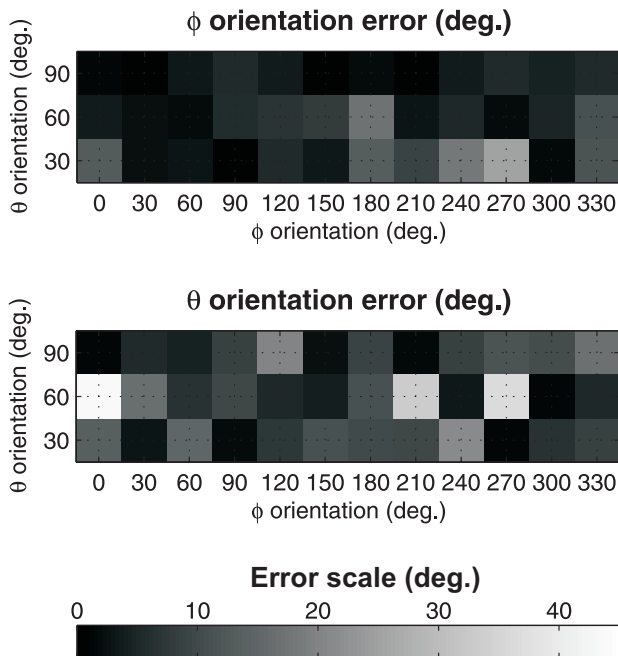 ϕ orientation error (deg.)
θ orientation (deg.)
90
60
30
0 30 60 90 120 150 180 210 240 270 300 330
ϕ orientation (deg.)
θ orientation error (deg.)
θ orientation (deg.)
90
60
30
0 30 60 90 120 150 180 210 240 270 300 330
ϕ orientation (deg.)
Error scale (deg.)
0 10 20 30 40